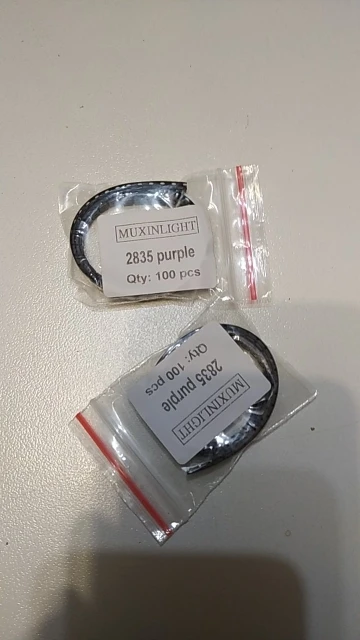 MUXINLIGHT
2835 purple
Qty: 100 pcs
MUXINLIGHT
2835 purple
Qty: 100 pcs